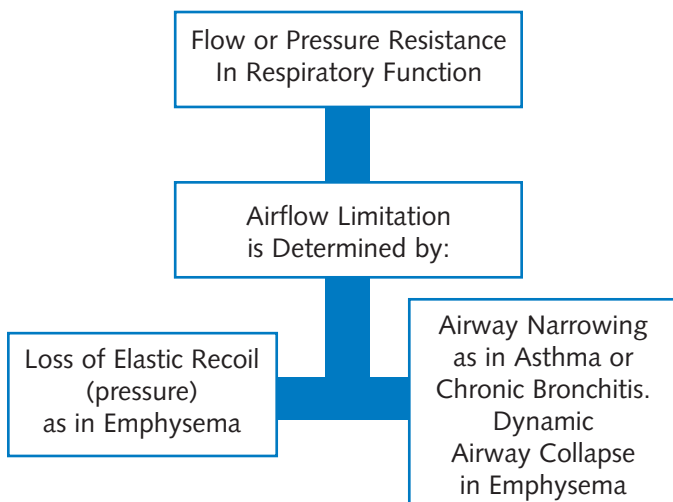 Flow or Pressure Resistance
In Respiratory Function
Airflow Limitation
is Determined by:
Loss of Elastic Recoil
(pressure)
as in Emphysema
Airway Narrowing
as in Asthma or
Chronic Bronchitis.
Dynamic
Airway Collapse
in Emphysema